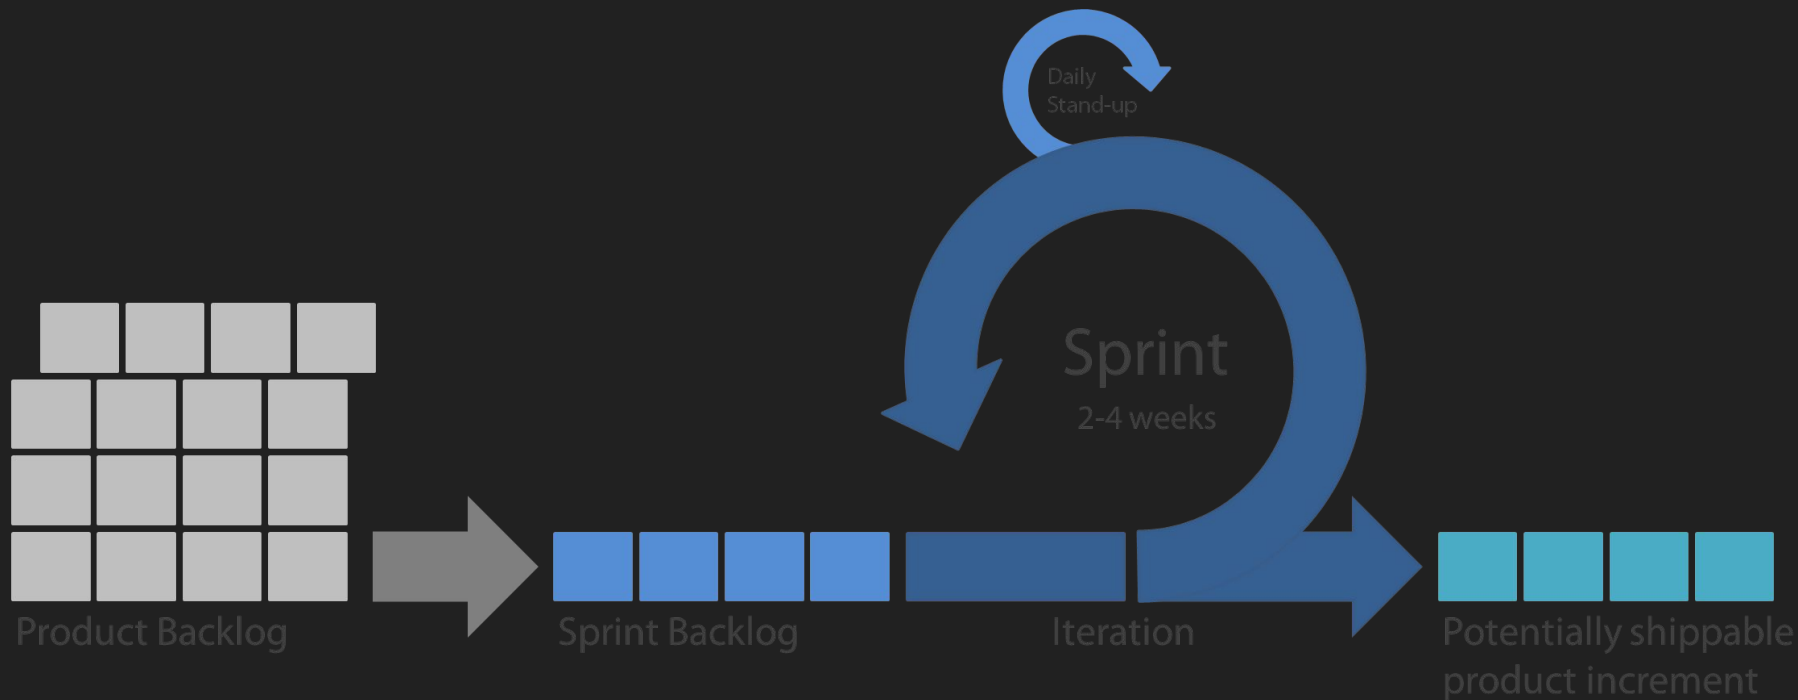 Daily
Stand-up
Sprint
2-4 weeks
Product Backlog
Sprint Backlog
Iteration
Potentially shippable
product increment